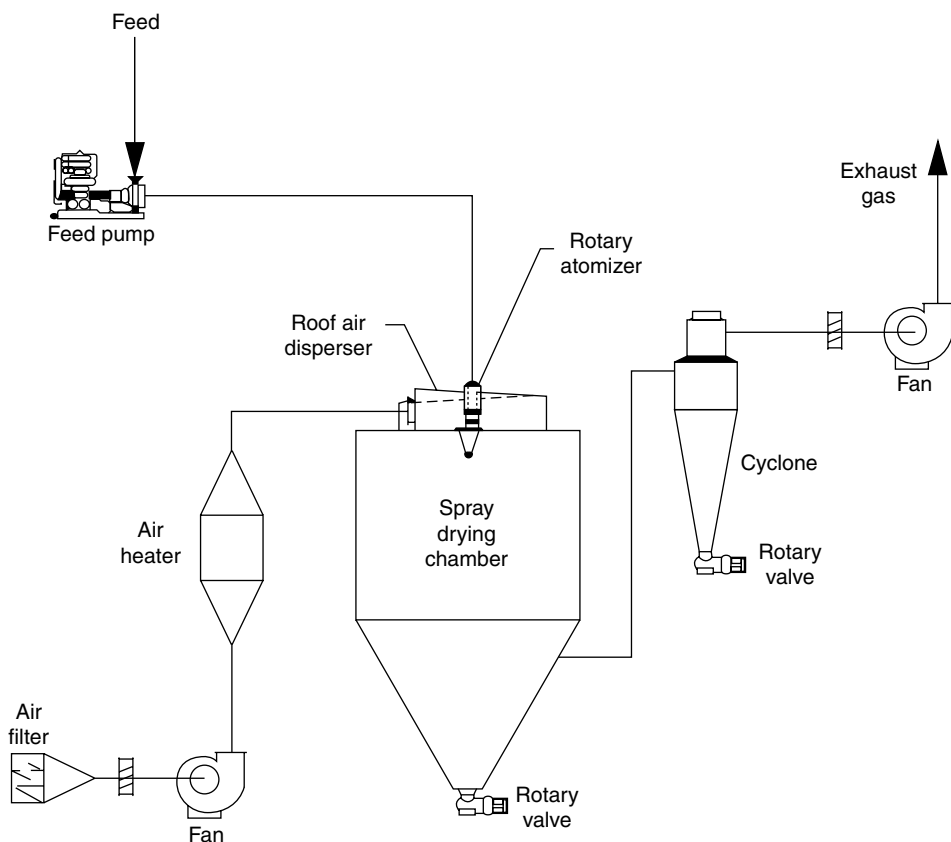 Feed
Feed pump
Rotary
atomizer
Exhaust
gas
Roof air
disperser
Fan
Cyclone
Spray
drying
chamber
Air
heater
Rotary
valve
Air
filter
Fan
Rotary
valve